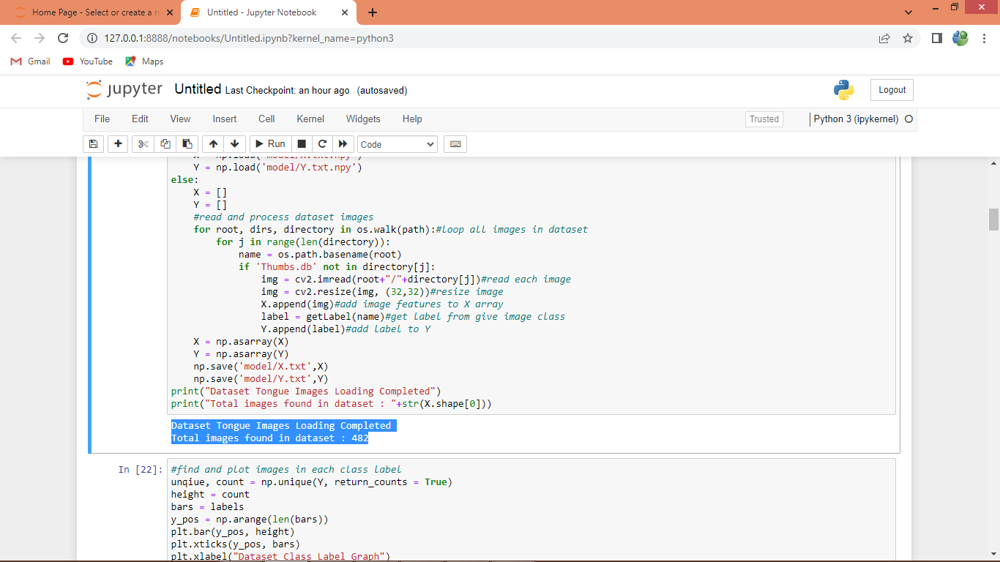 Home Page - Select or create a n
Untitled - Jupyter Notebook
127.0.0.1:8888/notebooks/Untitled.ipynb?kernel_name=python3
Gmail YouTube Maps
jupyter Untitled Last Checkpoint: an hour ago (autosaved)
Logout
File Edit View Insert Cell Kernel Widgets Help
Trusted
Python 3 (ipykernel)
Run
Code
X = np.load('model/X.txt.npy')
Y = np.load('model/Y.txt.npy')
else:
X = []
Y = []
#read and process dataset images
for root, dirs, directory in os.walk(path):#loop all images in dataset
for j in range(len(directory)):
name = os.path.basename(root)
if 'Thumbs.db' not in directory[j]:
img = cv2.imread(root+"/"+directory[j])#read each image
img = cv2.resize(img, (32,32))#resize image
X.append(img)#add image features to X array
label = getLabel(name)#get label from give image class
Y.append(label)#add label to Y
X = np.asarray(X)
Y = np.asarray(Y)
np.save('model/X.txt',X)
np.save('model/Y.txt',Y)
print("Dataset Tongue Images Loading Completed")
print("Total images found in dataset : "+str(X.shape[0]))
Dataset Tongue Images Loading Completed
Total images found in dataset : 482
In [22]:
#find and plot images in each class label
unqiue, count = np.unique(Y, return_counts = True)
height = count
bars = labels
y_pos = np.arange(len(bars))
plt.bar(y_pos, height)
plt.xticks(y_pos, bars)
plt.xlabel("Dataset Class Label Graph")